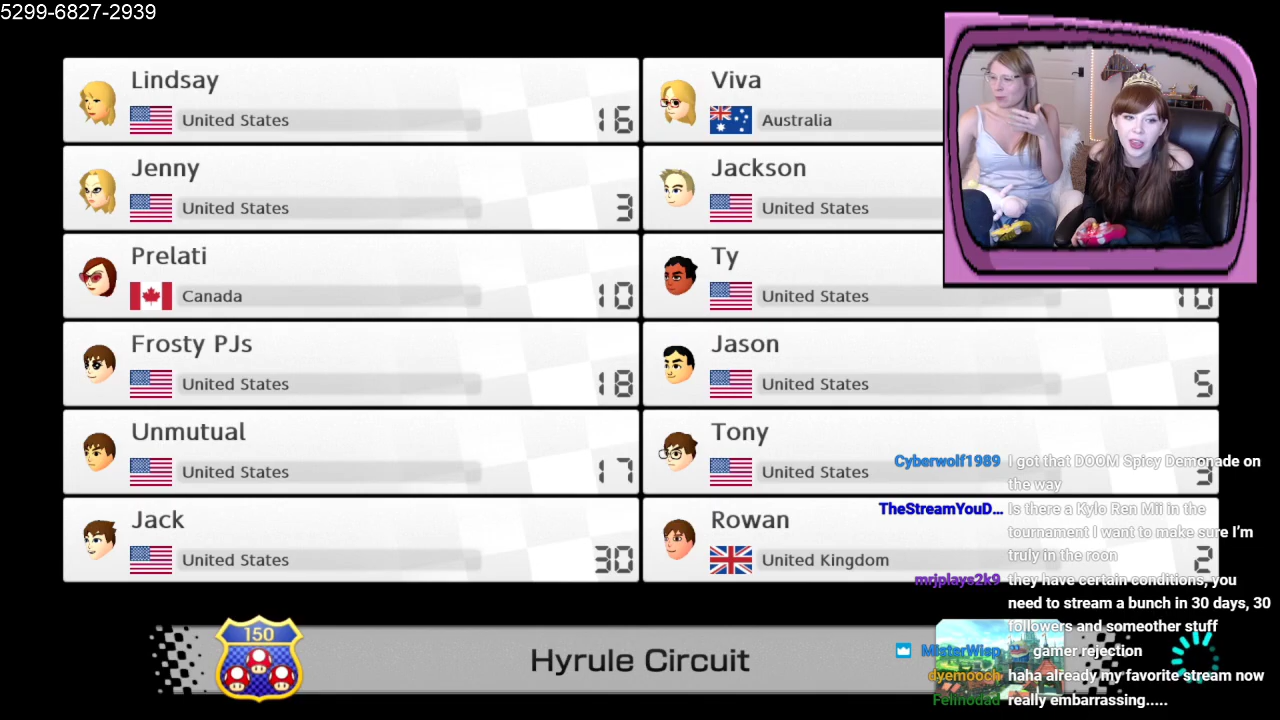 5299-6827-2939
Lindsay
United States
16
Viva
Australia
Jenny
United States
3
Jackson
United States
Prelati
Canada
10
Ty
United States
10
Frosty PJs
United States
18
Jason
United States
5
Unmutual
United States
17
Tony
United States
3
Jack
United States
30
Rowan
United Kingdom
2
Cyberwolf1989 I got that DOOM Spicy Demonade on
the way
TheStreamYouD... Is there a Kylo Ren Mii in the
tournament I want to make sure I'm
truly in the roon
mrjplays2k9 they have certain conditions, you
need to stream a bunch in 30 days, 30
followers and someother stuff
MisterWisp gamer rejection
dyemooch haha already my favorite stream now
Felinodad really embarrassing.....
150
Hyrule Circuit